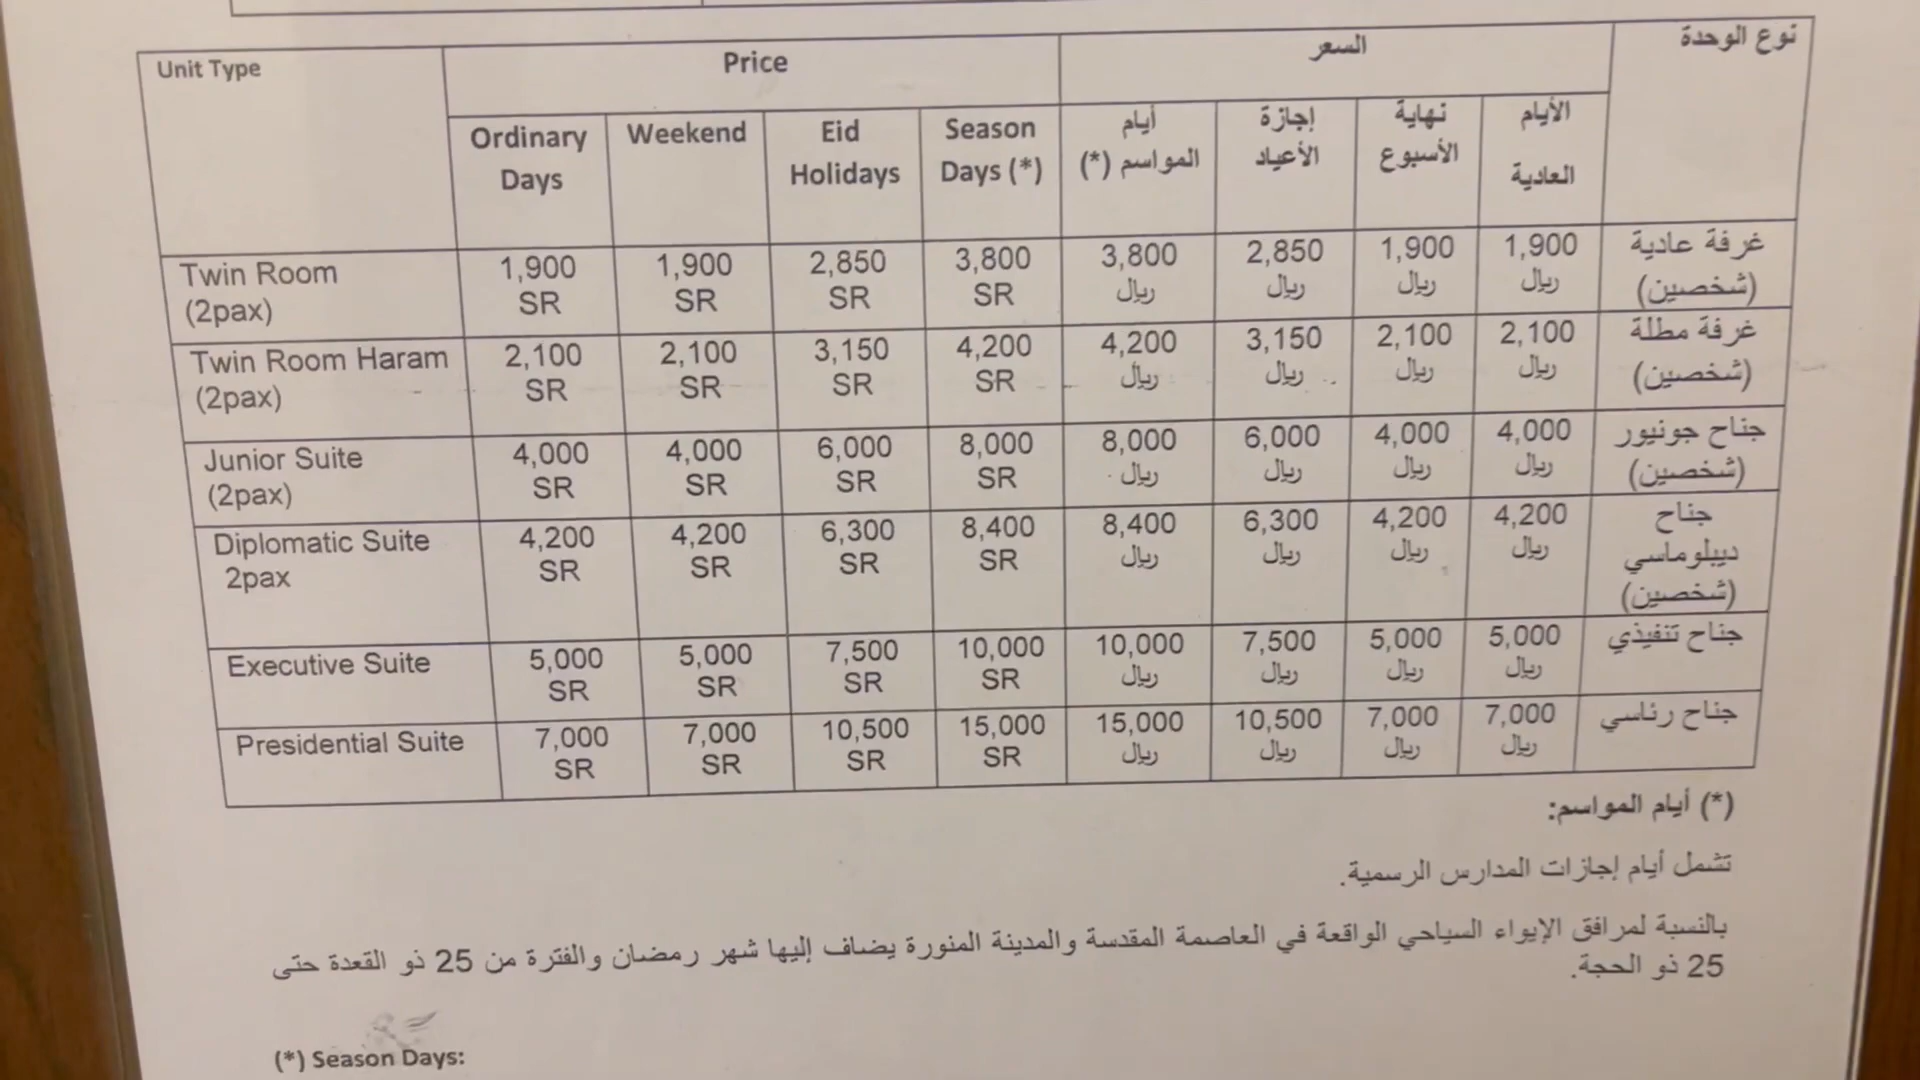 Unit Type Price السعر نوع الوحدة
Ordinary Days Weekend Eid Holidays Season Days (*) أيام المواسم (*) إجازة الأعياد نهاية الأسبوع الأيام العادية
Twin Room (2pax) 1,900 SR 1,900 SR 2,850 SR 3,800 SR 3,800 ريال 2,850 ريال 1,900 ريال 1,900 ريال غرفة عادية (شخصين)
Twin Room Haram (2pax) 2,100 SR 2,100 SR 3,150 SR 4,200 SR 4,200 ريال 3,150 ريال 2,100 ريال 2,100 ريال غرفة مطلة (شخصين)
Junior Suite (2pax) 4,000 SR 4,000 SR 6,000 SR 8,000 SR 8,000 ريال 6,000 ريال 4,000 ريال 4,000 ريال جناح جونيور (شخصين)
Diplomatic Suite 2pax 4,200 SR 4,200 SR 6,300 SR 8,400 SR 8,400 ريال 6,300 ريال 4,200 ريال 4,200 ريال جناح ديبلوماسي (شخصين)
Executive Suite 5,000 SR 5,000 SR 7,500 SR 10,000 SR 10,000 ريال 7,500 ريال 5,000 ريال 5,000 ريال جناح تنفيذي
Presidential Suite 7,000 SR 7,000 SR 10,500 SR 15,000 SR 15,000 ريال 10,500 ريال 7,000 ريال 7,000 ريال جناح رئاسي
(*) أيام المواسم:
تشمل أيام إجازات المدارس الرسمية.
بالنسبة لمرافق الإيواء السياحي الواقعة في العاصمة المقدسة والمدينة المنورة يضاف إليها شهر رمضان والفترة من 25 ذو القعدة حتى
25 ذو الحجة.
(*) Season Days: